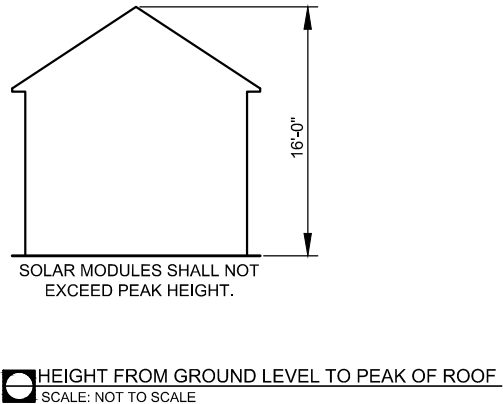 16'-0"
SOLAR MODULES SHALL NOT
EXCEED PEAK HEIGHT.
HEIGHT FROM GROUND LEVEL TO PEAK OF ROOF
SCALE: NOT TO SCALE